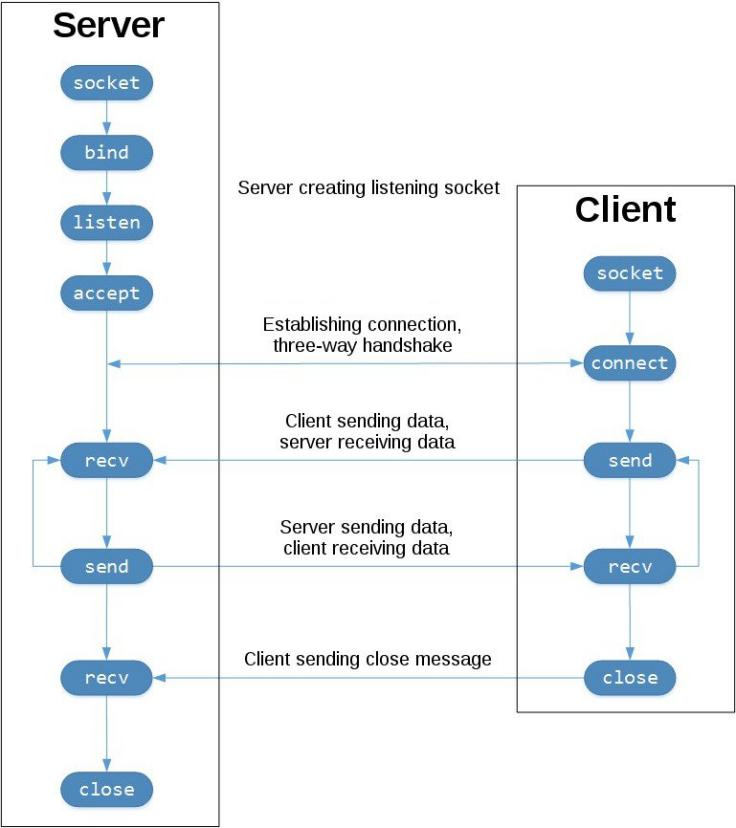 Server
socket
bind
Server creating listening socket
listen
Client
accept
socket
Establishing connection,
three-way handshake
connect
Client sending data,
server receiving data
recv
send
Server sending data,
client receiving data
send
recv
Client sending close message
recv
close
close